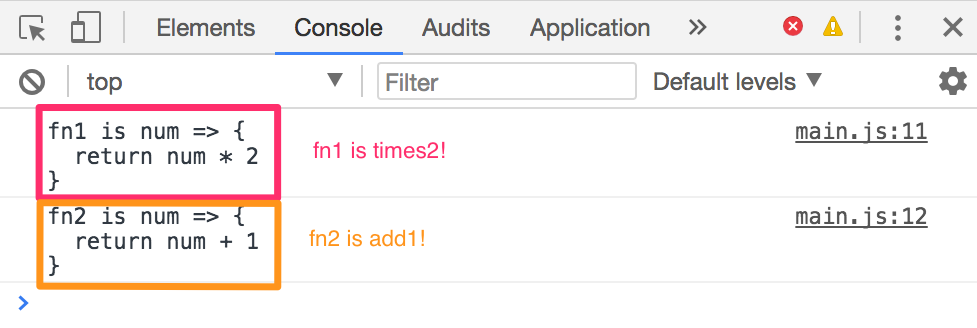 Elements Console Audits Application »
top Filter Default levels
fn1 is num => { main.js:11
return num * 2 fn1 is times2!
}
fn2 is num => { main.js:12
return num + 1 fn2 is add1!
}
>